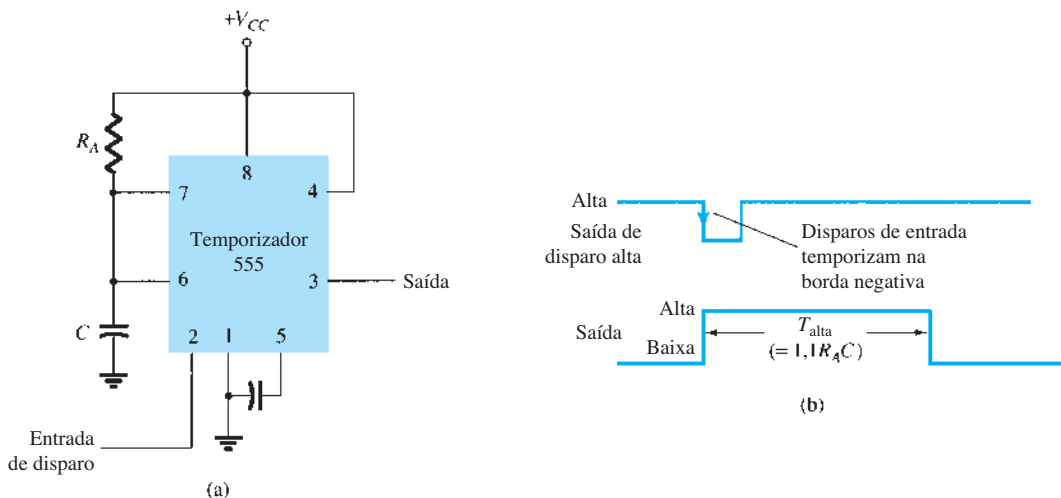 +V_CC
R_A
8
7
4
Temporizador
555
6
3
Saída
C
2
1
5
Entrada
de disparo
(a)
Alta
Saída de
disparo alta
Disparos de entrada
temporizam na
borda negativa
Alta
Saída
Baixa
T_alta
(= 1,1R_AC)
(b)